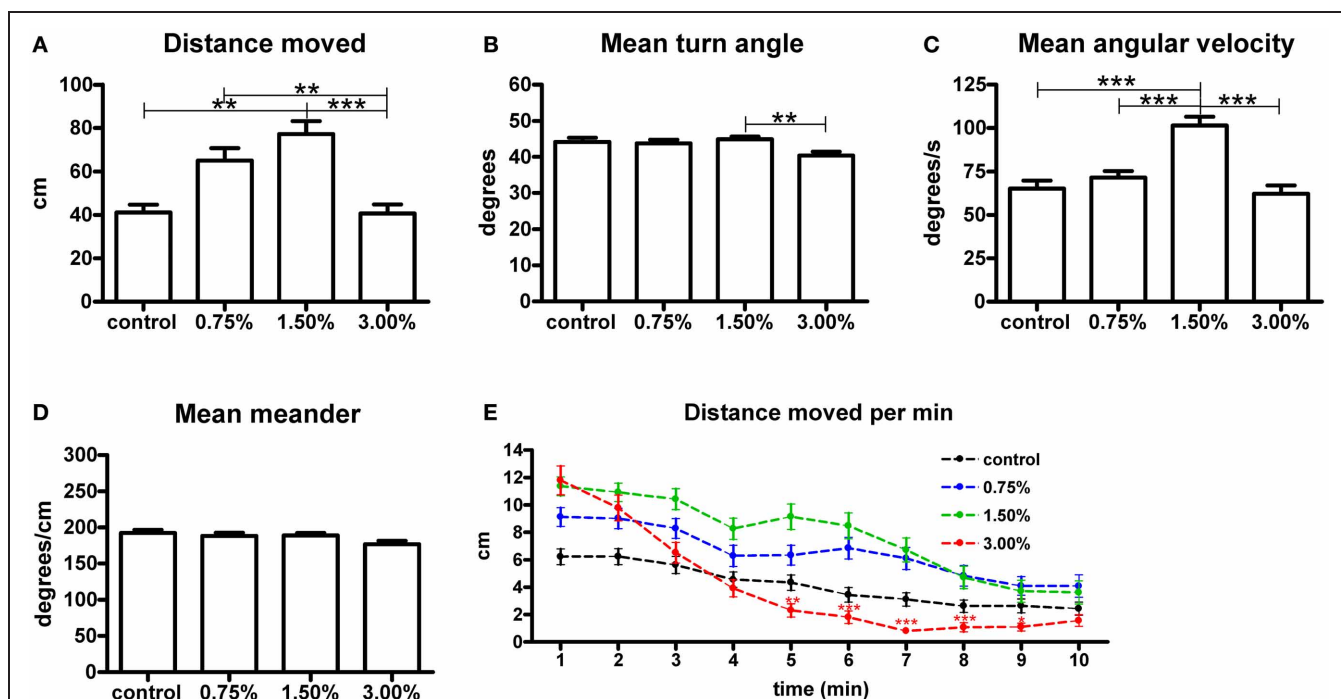 A Distance moved
cm
100
80
60
40
20
0
** 
** ***
control 0.75% 1.50% 3.00%
B Mean turn angle
degrees
60
50
40
30
20
10
0
**
control 0.75% 1.50% 3.00%
C Mean angular velocity
degrees/s
125
100
75
50
25
0
***
*** ***
control 0.75% 1.50% 3.00%
D Mean meander
degrees/cm
300
250
200
150
100
50
0
control 0.75% 1.50% 3.00%
E Distance moved per min
cm
14
12
10
8
6
4
2
0
control
0.75%
1.50%
3.00%
** *** *** *** *
1 2 3 4 5 6 7 8 9 10
time (min)